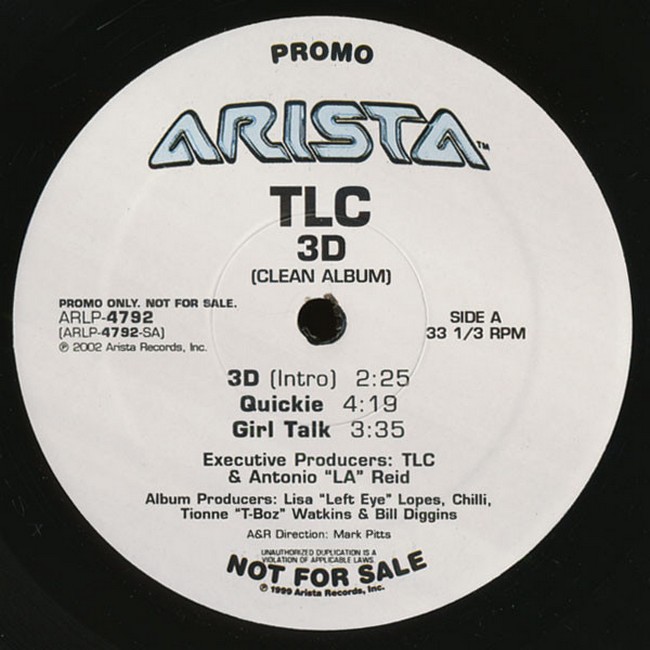 PROMO
ARISTA™
TLC
3D
(CLEAN ALBUM)
PROMO ONLY. NOT FOR SALE.
ARLP-4792
(ARLP-4792-SA)
℗ 2002 Arista Records, Inc.
SIDE A
33 1/3 RPM
3D (Intro) 2:25
Quickie 4:19
Girl Talk 3:35
Executive Producers: TLC
& Antonio "LA" Reid
Album Producers: Lisa "Left Eye" Lopes, Chilli,
Tionne "T-Boz" Watkins & Bill Diggins
A&R Direction: Mark Pitts
UNAUTHORIZED DUPLICATION IS A
VIOLATION OF APPLICABLE LAWS.
NOT FOR SALE
℗ 1999 Arista Records, Inc.